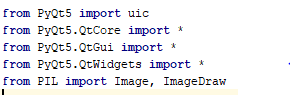 from PyQt5 import uic
from PyQt5.QtCore import *
from PyQt5.QtGui import *
from PyQt5.QtWidgets import *
from PIL import Image, ImageDraw